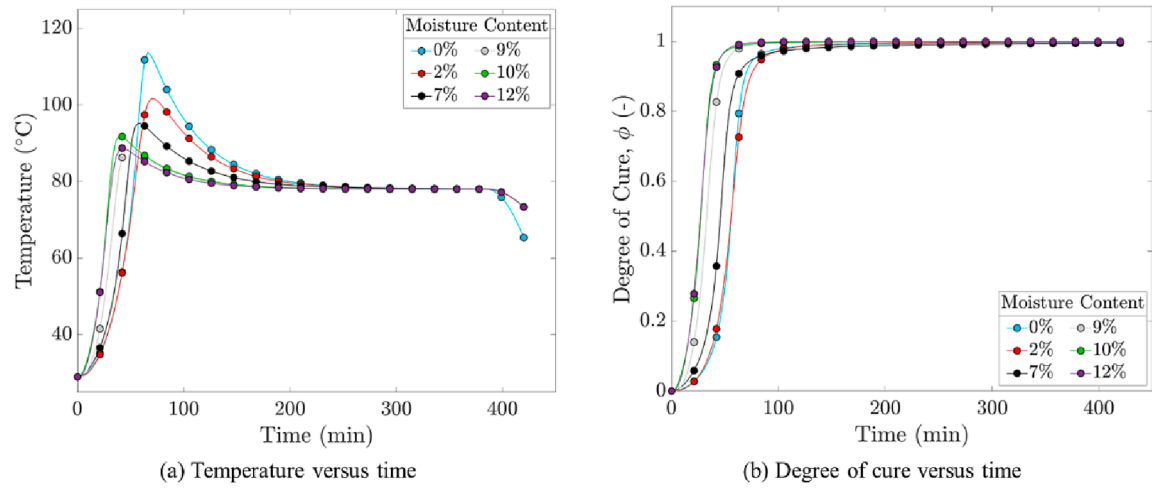 Moisture Content
0% 9%
2% 10%
7% 12%
120
100
80
60
40
Temperature (°C)
0 100 200 300 400
Time (min)
(a) Temperature versus time
1
0.8
0.6
0.4
0.2
0
Degree of Cure, ϕ (-)
Moisture Content
0% 9%
2% 10%
7% 12%
0 100 200 300 400
Time (min)
(b) Degree of cure versus time